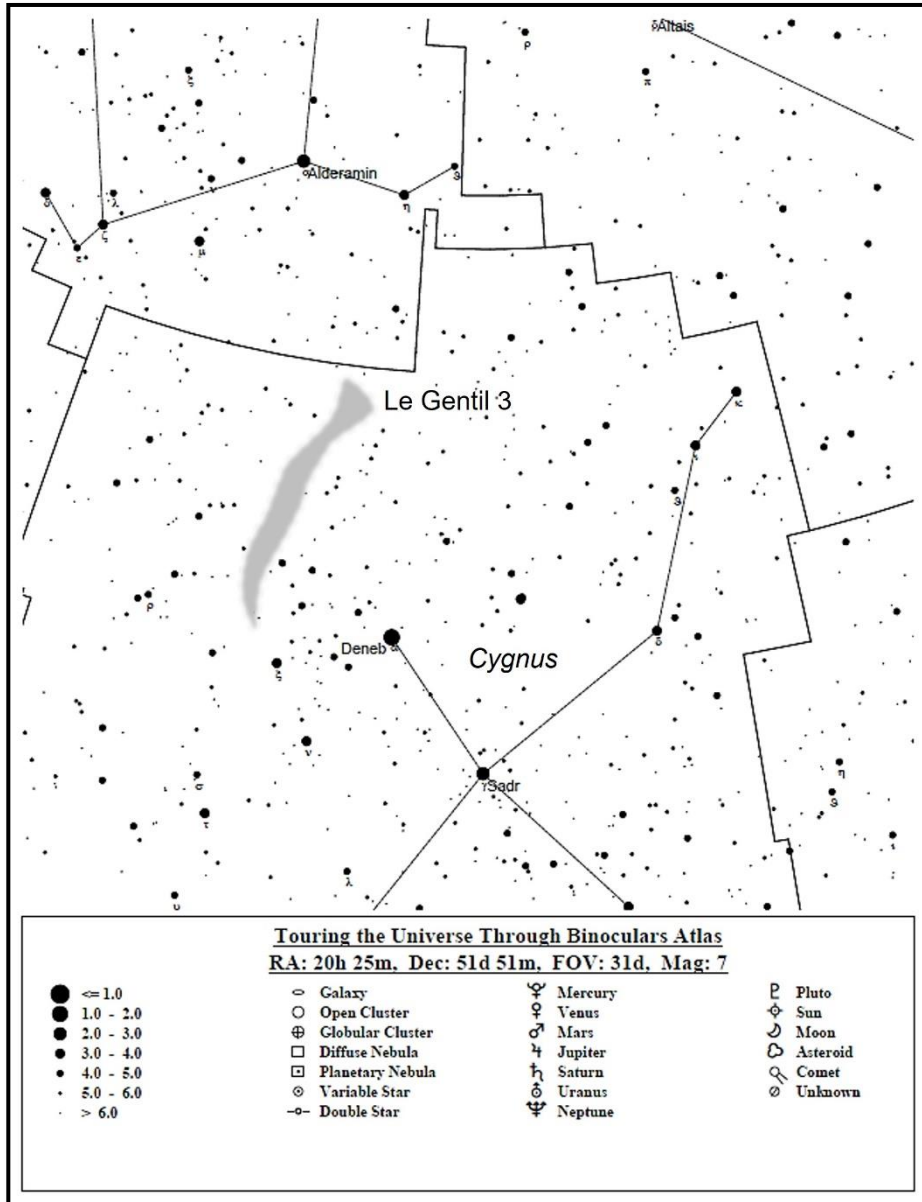 ρ
Altais
ξ
π
Alderamin
ν
δ
λ
ζ
η
ϑ
ε
μ
Le Gentil 3
κ
ι
ϑ
ρ
Deneb
α
δ
ξ
Cygnus
ν
γ Sadr
η
σ
ϑ
τ
λ
υ
Touring the Universe Through Binoculars Atlas
RA: 20h 25m, Dec: 51d 51m, FOV: 31d, Mag: 7
<= 1.0
1.0 - 2.0
2.0 - 3.0
3.0 - 4.0
4.0 - 5.0
5.0 - 6.0
> 6.0
Galaxy
Open Cluster
Globular Cluster
Diffuse Nebula
Planetary Nebula
Variable Star
Double Star
Mercury
Venus
Mars
Jupiter
Saturn
Uranus
Neptune
Pluto
Sun
Moon
Asteroid
Comet
Unknown